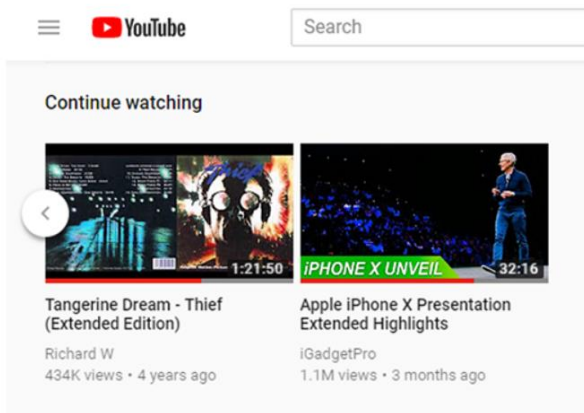 YouTube
Search
Continue watching
Thief
1:21:50
iPHONE X UNVEIL
32:16
Tangerine Dream - Thief
(Extended Edition)
Apple iPhone X Presentation
Extended Highlights
Richard W
iGadgetPro
434K views • 4 years ago
1.1M views • 3 months ago